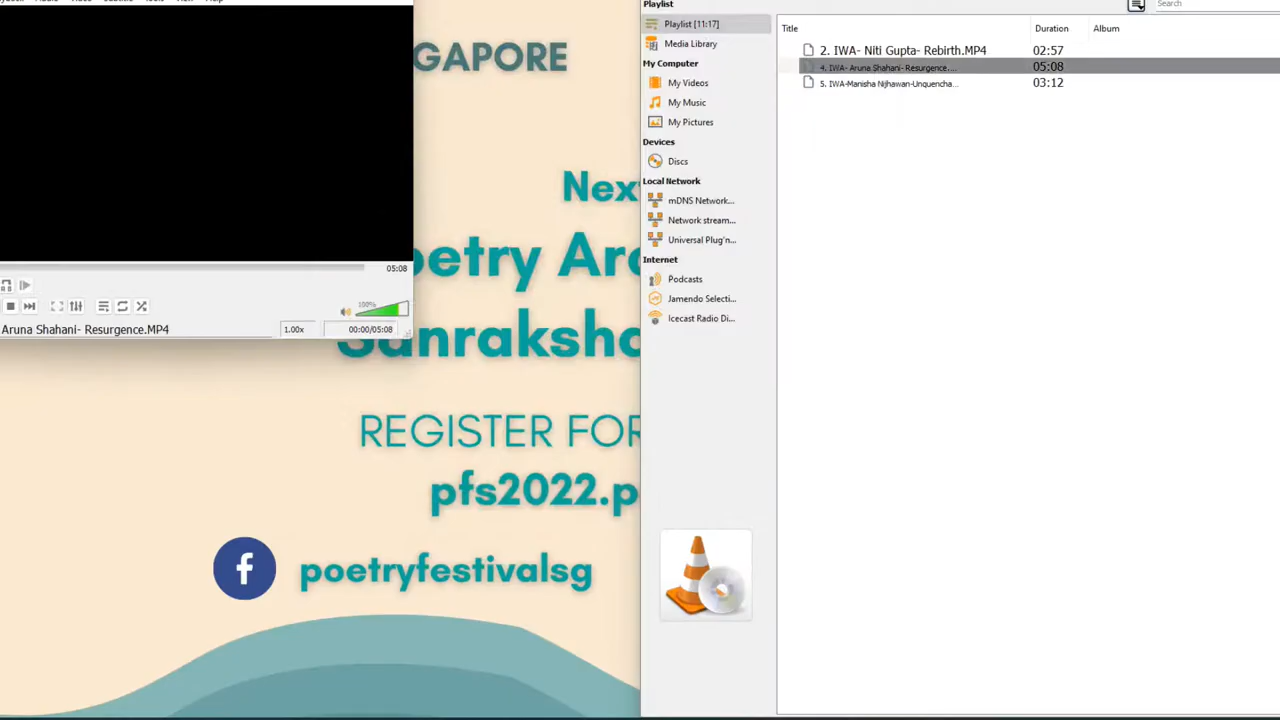 GAPORE
Nex
oetry Ar
REGISTER FOR
pfs2022.p
poetryfestivalsg
05:08
100%
Aruna Shahani- Resurgence.MP4
1.00x
00:00/05:08
Playlist
Playlist [11:17]
Media Library
My Computer
My Videos
My Music
My Pictures
Devices
Discs
Local Network
mDNS Network...
Network stream...
Universal Plug'n...
Internet
Podcasts
Jamendo Selecti...
Icecast Radio Di...
Search
Title Duration Album
2. IWA- Niti Gupta- Rebirth.MP4 02:57
4. IWA- Aruna Shahani- Resurgence.... 05:08
5. IWA-Manisha Nijhawan-Unquencha... 03:12